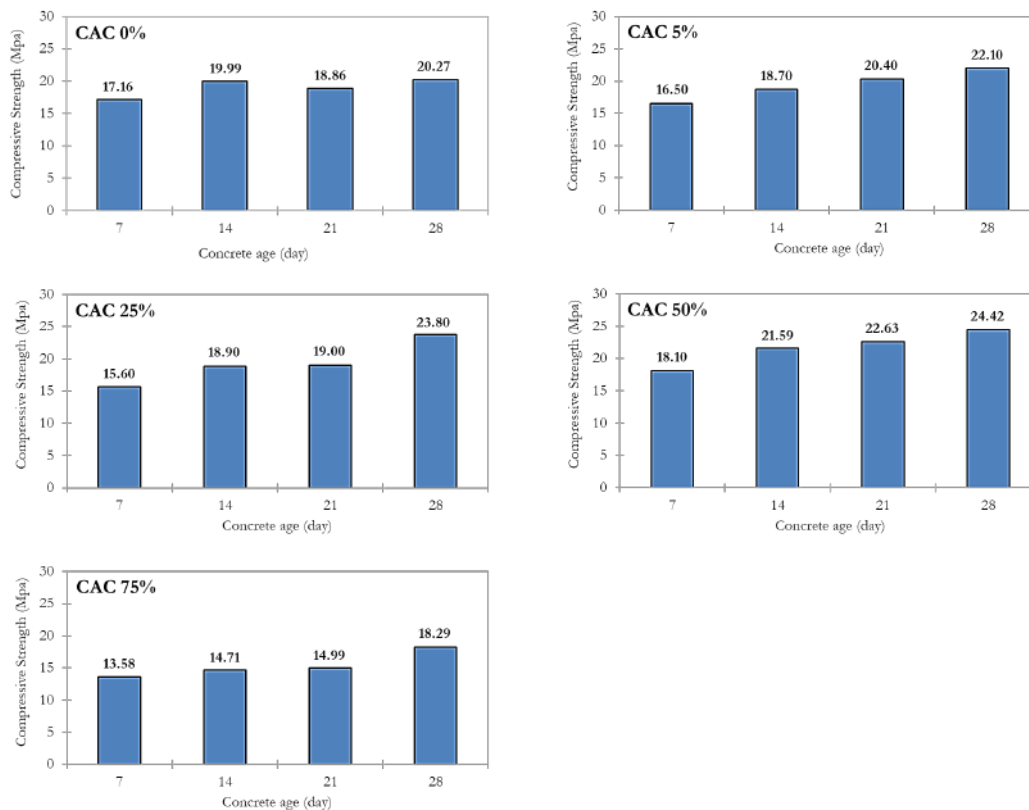 CAC 0%
Compressive Strength (Mpa)
30
25
20
15
10
5
0
17.16
19.99
18.86
20.27
7 14 21 28
Concrete age (day)
CAC 5%
Compressive Strength (Mpa)
30
25
20
15
10
5
0
16.50
18.70
20.40
22.10
7 14 21 28
Concrete age (day)
CAC 25%
Compressive Strength (Mpa)
30
25
20
15
10
5
0
15.60
18.90
19.00
23.80
7 14 21 28
Concrete age (day)
CAC 50%
Compressive Strength (Mpa)
30
25
20
15
10
5
0
18.10
21.59
22.63
24.42
7 14 21 28
Concrete age (day)
CAC 75%
Compressive Strength (Mpa)
30
25
20
15
10
5
0
13.58
14.71
14.99
18.29
7 14 21 28
Concrete age (day)